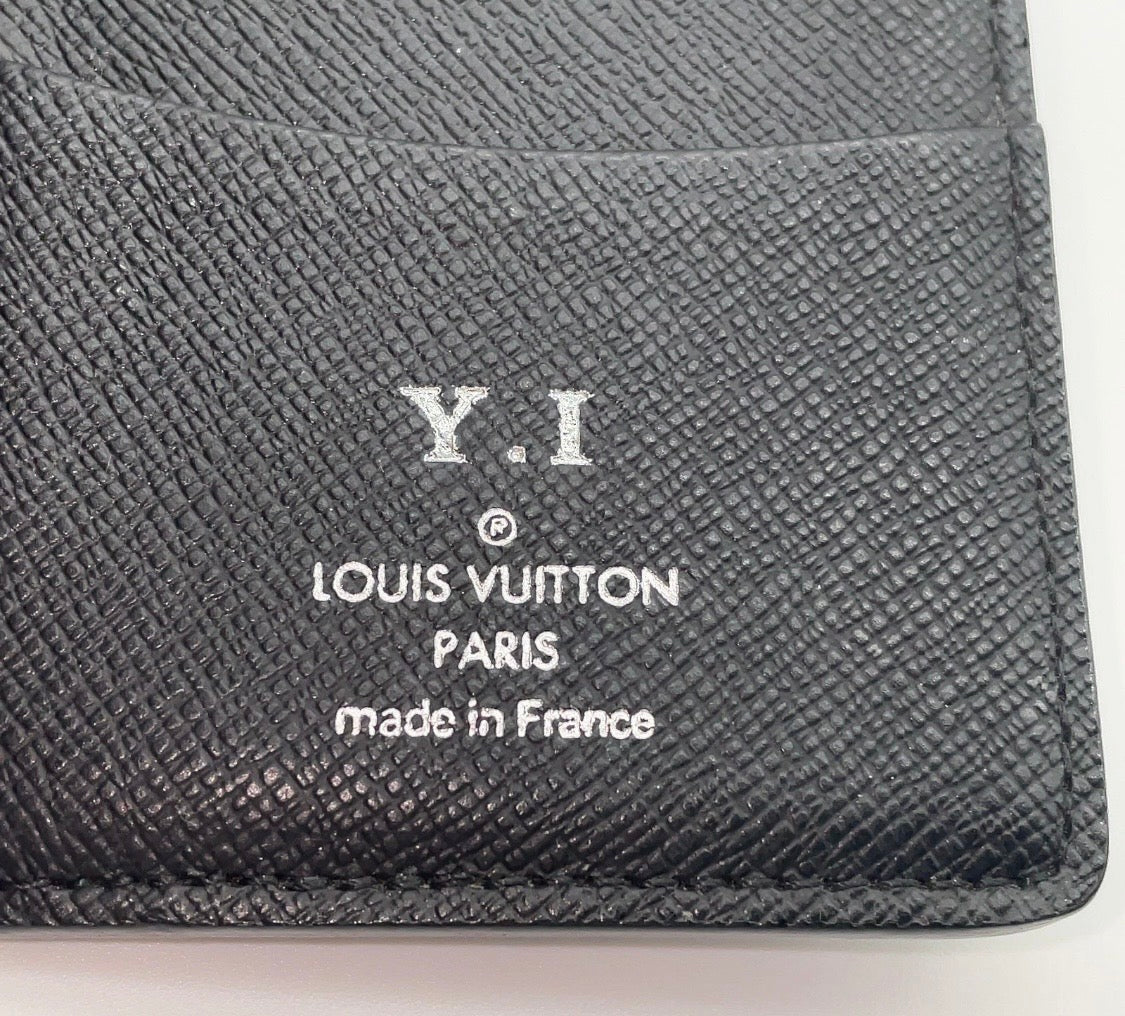 Y.I
®
LOUIS VUITTON
PARIS
made in France